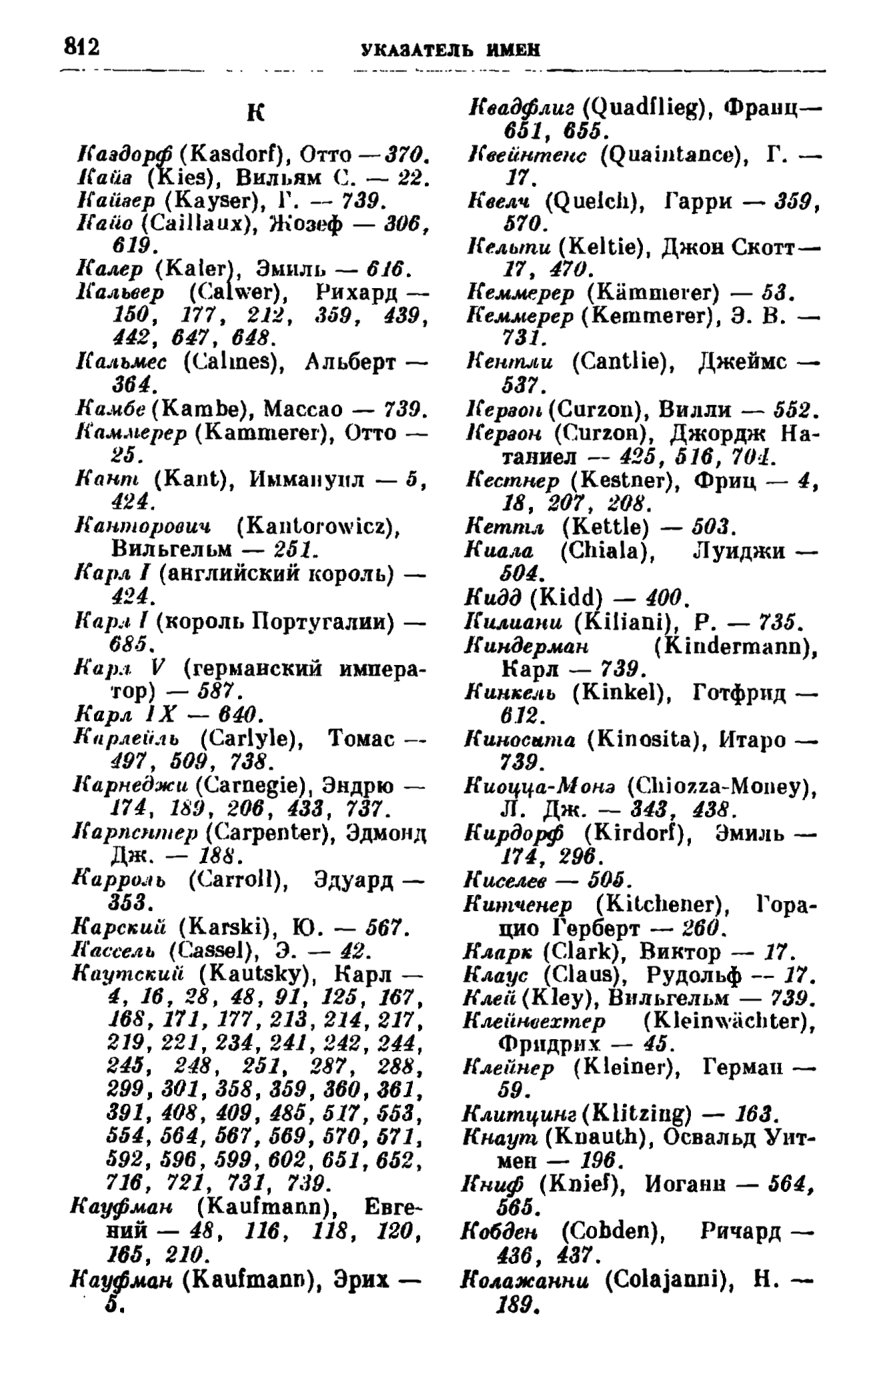 812
УКАЗАТЕЛЬ ИМЕН
К
Каздорф (Kasdorf), Отто — 370.
Кайз (Kies), Вильям С. — 22.
Кайзер (Kayser), Г. — 739.
Кайо (Caillaux), Жозеф — 306,
619.
Калер (Kaler), Эмиль — 616.
Кальвер (Calwer), Рихард —
150, 177, 212, 359, 439,
442, 647, 648.
Кальмес (Calmes), Альберт —
364.
Камбе (Kambe), Массао — 739.
Каммерер (Kammerer), Отто —
25.
Кант (Kant), Иммануил — 5,
424.
Канторович (Kantorowicz),
Вильгельм — 251.
Карл I (английский король) —
424.
Карл I (король Португалии) —
685.
Карл V (германский импера-
тор) — 587.
Карл IX — 640.
Карлейль (Carlyle), Томас —
497, 509, 738.
Карнеджи (Carnegie), Эндрю —
174, 189, 206, 433, 737.
Карпентер (Carpenter), Эдмонд
Дж. — 188.
Карроль (Carroll), Эдуард —
353.
Карский (Karski), Ю. — 567.
Кассель (Cassel), Э. — 42.
Каутский (Kautsky), Карл —
4, 16, 28, 48, 91, 125, 167,
168, 171, 177, 213, 214, 217,
219, 221, 234, 241, 242, 244,
245, 248, 251, 287, 288,
299, 301, 358, 359, 360, 361,
391, 408, 409, 485, 517, 553,
554, 564, 567, 569, 570, 571,
592, 596, 599, 602, 651, 652,
716, 721, 731, 739.
Кауфман (Kaufmann), Евге-
ний — 48, 116, 118, 120,
165, 210.
Кауфман (Kaufmann), Эрих —
5.
Квадфлиг (Quadflieg), Франц —
651, 655.
Квейнтенс (Quaintance), Г. —
17.
Квелч (Quelch), Гарри — 359,
570.
Кельти (Keltie), Джон Скотт —
17, 470.
Кеммерер (Kämmerer) — 53.
Кеммерер (Kemmerer), Э. В. —
731.
Кентли (Cantlie), Джеймс —
537.
Керзон (Curzon), Вилли — 552.
Керзон (Curzon), Джордж На-
таниел — 425, 516, 704.
Кестнер (Kestner), Фриц — 4,
18, 207, 208.
Кеттл (Kettle) — 503.
Киала (Chiala), Луиджи —
504.
Кидд (Kidd) — 400.
Килиани (Kiliani), Р. — 735.
Киндерман (Kindermann),
Карл — 739.
Кинкель (Kinkel), Готфрид —
612.
Киносита (Kinosita), Итаро —
739.
Киоцца-Монэ (Chiozza-Money),
Л. Дж. — 343, 438.
Кирдорф (Kirdorf), Эмиль —
174, 296.
Киселев — 505.
Китченер (Kitchener), Гора-
цио Герберт — 260.
Кларк (Clark), Виктор — 17.
Клаус (Claus), Рудольф — 17.
Клей (Kley), Вильгельм — 739.
Клейнвехтер (Kleinwächter),
Фридрих — 45.
Клейнер (Kleiner), Герман —
59.
Клитцинг (Klitzing) — 163.
Кнаут (Knauth), Освальд Уит-
мен — 196.
Книф (Knief), Иоганн — 564,
565.
Кобден (Cobden), Ричард —
436, 437.
Колажанни (Colajanni), Н. —
189.